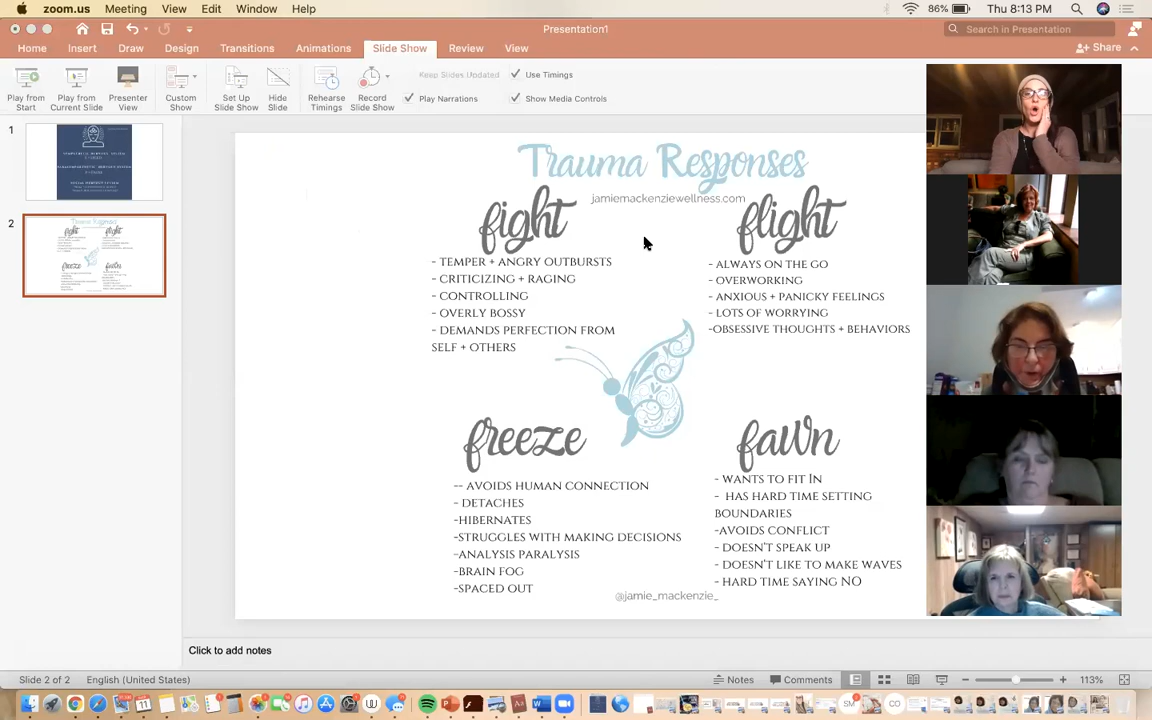 zoom.us Meeting View Edit Window Help 86% Thu 8:13 PM
Presentation1
Search in Presentation
Home Insert Draw Design Transitions Animations Slide Show Review View Share
Play from Start
Play from Current Slide
Presenter View
Custom Show
Set Up Slide Show
Hide Slide
Rehearse Timings
Record Slide Show
Keep Slides Updated
Use Timings
Play Narrations
Show Media Controls
1
2
Trauma Responses
jamiemackenziewellness.com
fight
- TEMPER + ANGRY OUTBURSTS
- CRITICIZING + RAGING
- CONTROLLING
- OVERLY BOSSY
- DEMANDS PERFECTION FROM
SELF + OTHERS
flight
- ALWAYS ON THE GO
- OVERWORKING
- ANXIOUS + PANICKY FEELINGS
- LOTS OF WORRYING
-OBSESSIVE THOUGHTS + BEHAVIORS
freeze
-- AVOIDS HUMAN CONNECTION
- DETACHES
-HIBERNATES
-STRUGGLES WITH MAKING DECISIONS
-ANALYSIS PARALYSIS
-BRAIN FOG
-SPACED OUT
fawn
- WANTS TO FIT IN
- HAS HARD TIME SETTING
BOUNDARIES
-AVOIDS CONFLICT
- DOESN'T SPEAK UP
- DOESN'T LIKE TO MAKE WAVES
- HARD TIME SAYING NO
@jamie_mackenzie_
Click to add notes
Slide 2 of 2 English (United States) Notes Comments 113%